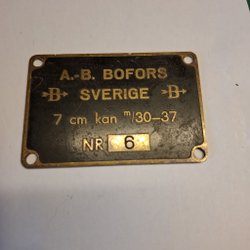 A.-B. BOFORS
B SVERIGE B
7 cm kan m/30-37
NR 6